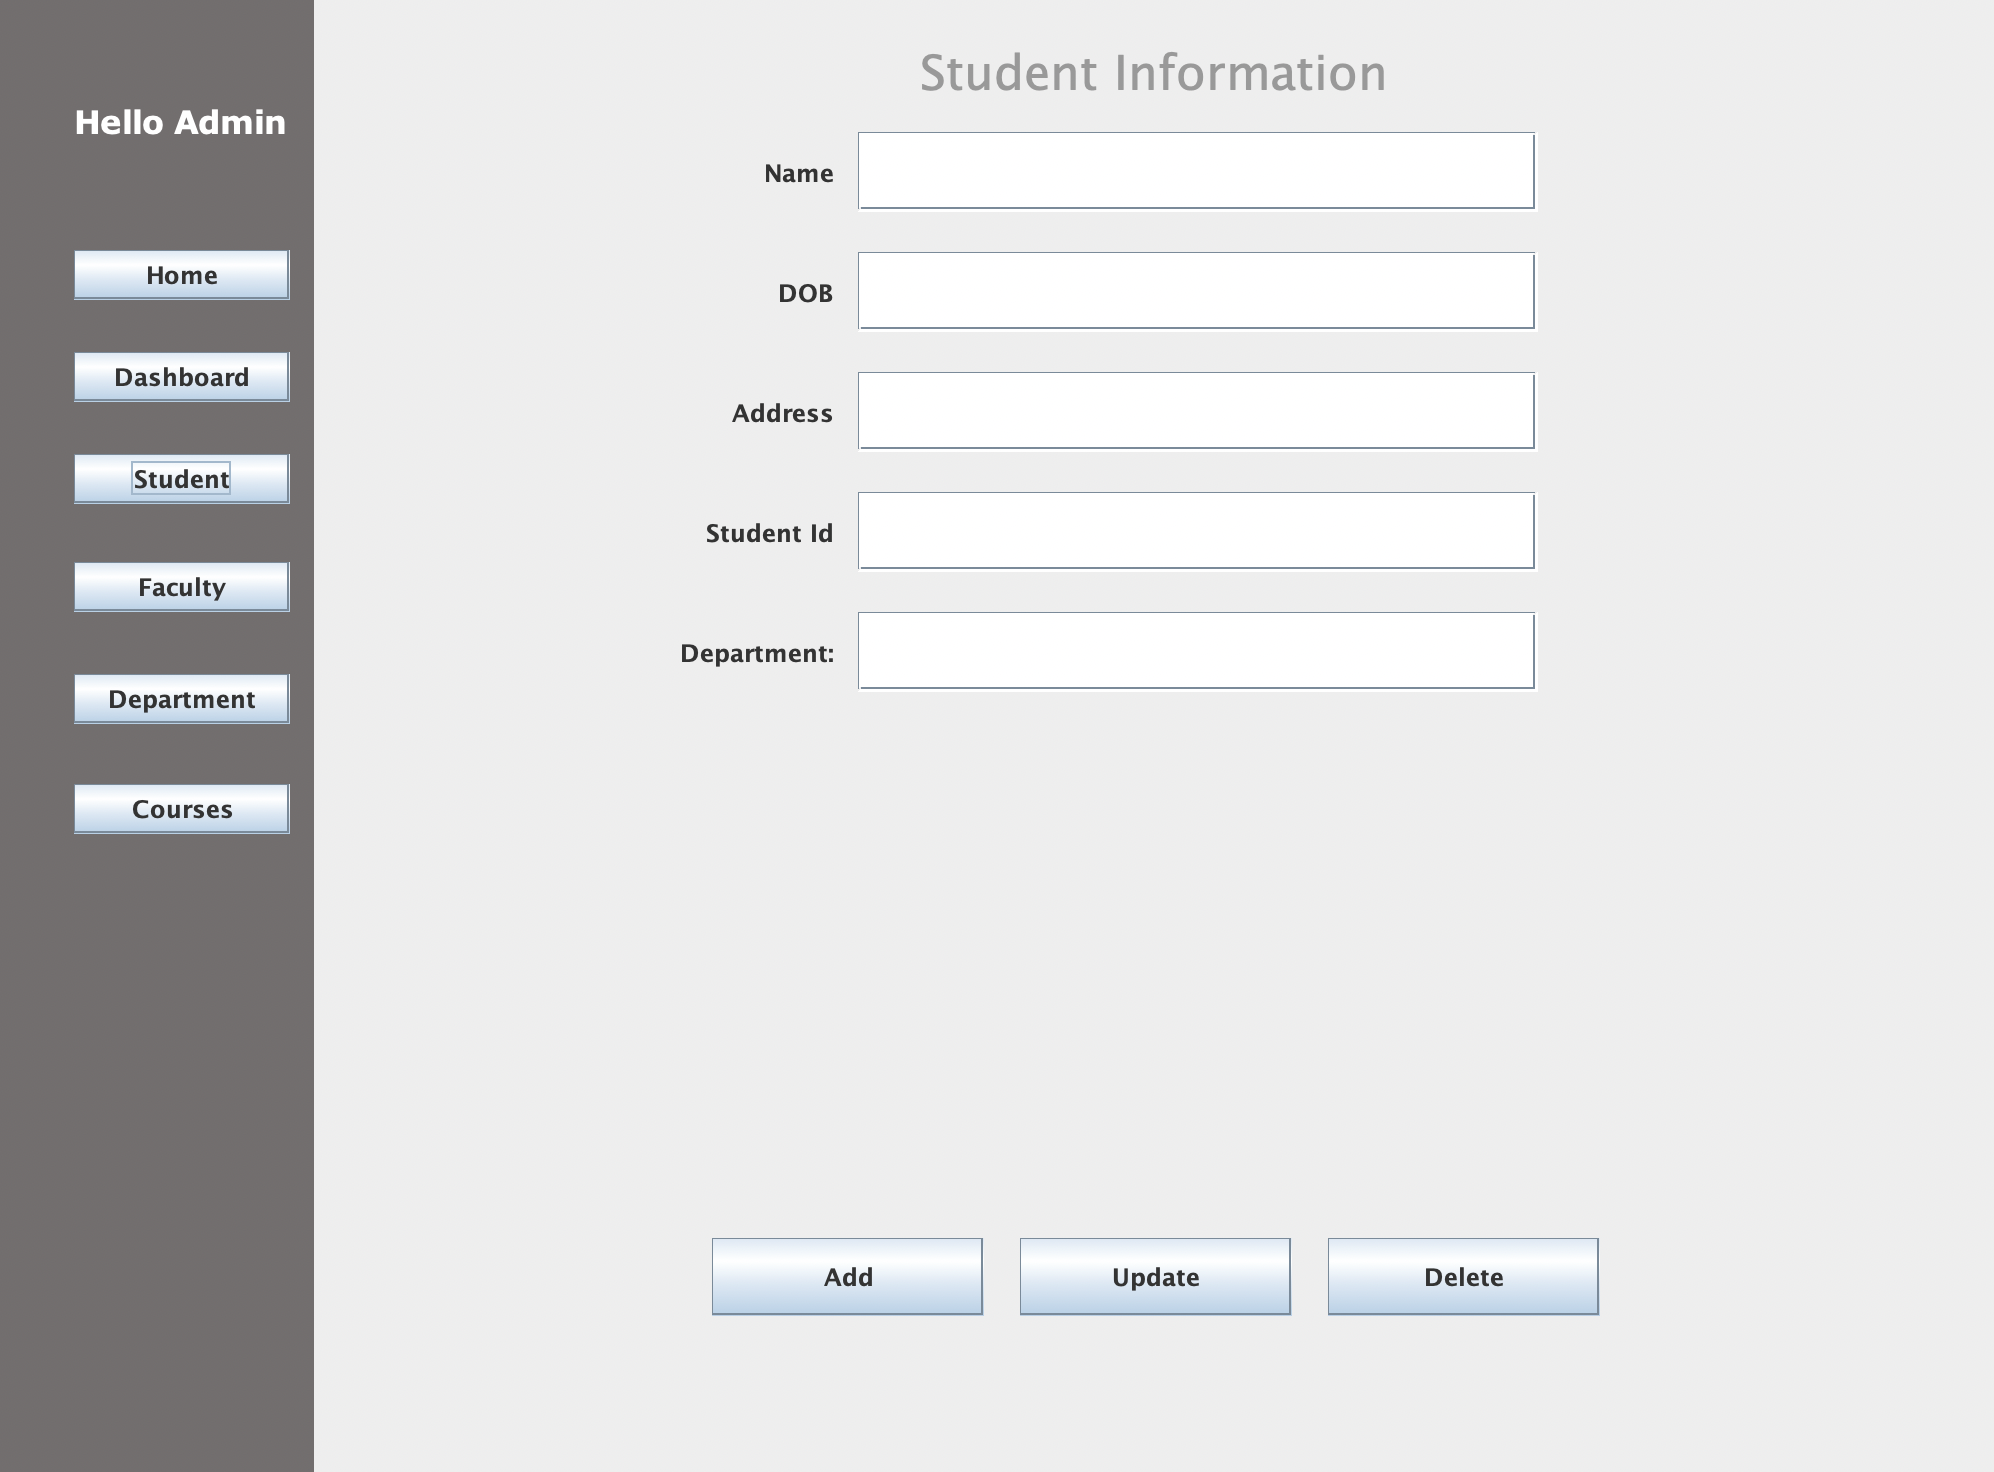 Hello Admin
Home
Dashboard
Student
Faculty
Department
Courses
Student Information
Name
DOB
Address
Student Id
Department:
Add
Update
Delete